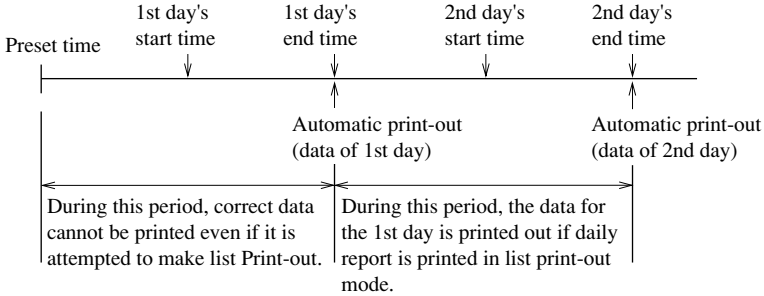 Preset time
1st day's
start time
1st day's
end time
2nd day's
start time
2nd day's
end time
Automatic print-out
(data of 1st day)
Automatic print-out
(data of 2nd day)
During this period, correct data
cannot be printed even if it is
attempted to make list Print-out.
During this period, the data for
the 1st day is printed out if daily
report is printed in list print-out
mode.